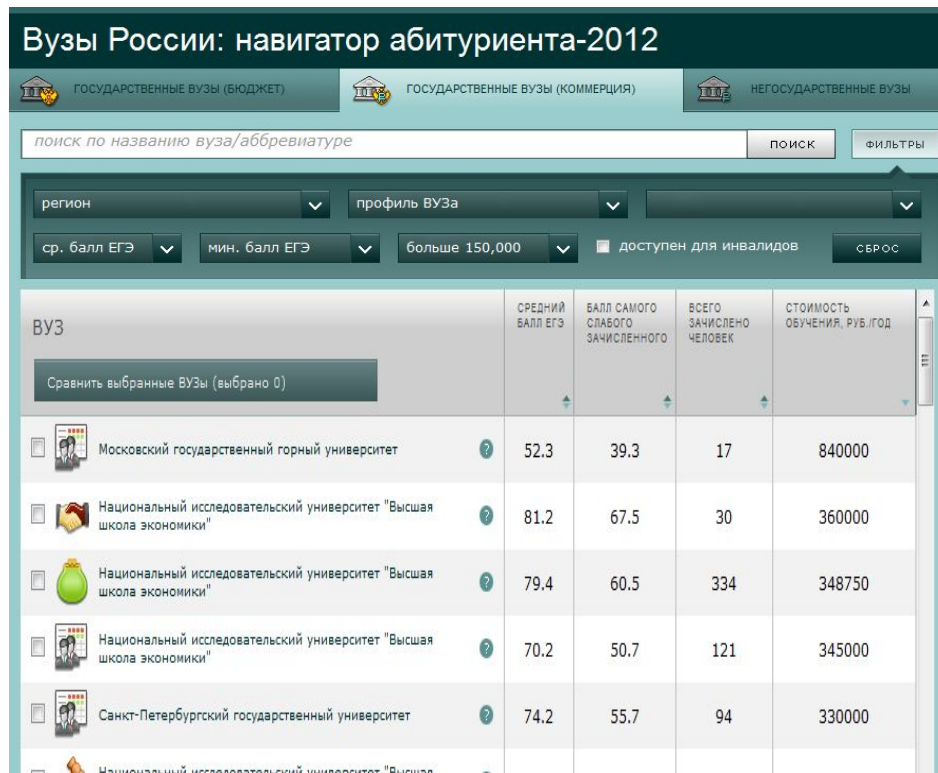 Вузы России: навигатор абитуриента-2012
ГОСУДАРСТВЕННЫЕ ВУЗЫ (БЮДЖЕТ) ГОСУДАРСТВЕННЫЕ ВУЗЫ (КОММЕРЦИЯ) НЕГОСУДАРСТВЕННЫЕ ВУЗЫ
поиск по названию вуза/аббревиатуре ПОИСК ФИЛЬТРЫ
регион профиль ВУЗа
ср. балл ЕГЭ мин. балл ЕГЭ больше 150,000 доступен для инвалидов СБРОС
ВУЗ
СРЕДНИЙ
БАЛЛ ЕГЭ
БАЛЛ САМОГО
СЛАБОГО
ЗАЧИСЛЕННОГО
ВСЕГО
ЗАЧИСЛЕНО
ЧЕЛОВЕК
СТОИМОСТЬ
ОБУЧЕНИЯ, РУБ./ГОД
Сравнить выбранные ВУЗы (выбрано 0)
Московский государственный горный университет ? 52.3 39.3 17 840000
Национальный исследовательский университет "Высшая
школа экономики" ? 81.2 67.5 30 360000
Национальный исследовательский университет "Высшая
школа экономики" ? 79.4 60.5 334 348750
Национальный исследовательский университет "Высшая
школа экономики" ? 70.2 50.7 121 345000
Санкт-Петербургский государственный университет ? 74.2 55.7 94 330000
Национальный исследовательский университет "Высшая